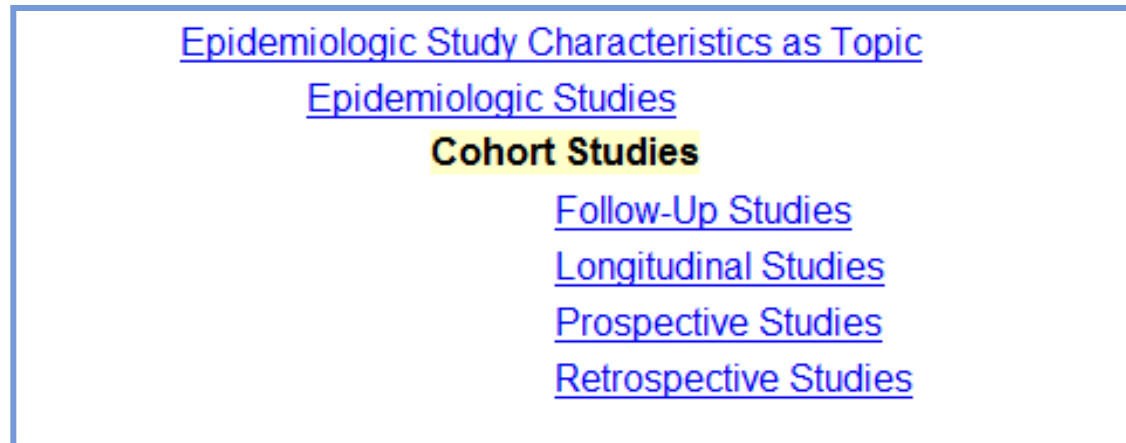 Epidemiologic Study Characteristics as Topic
Epidemiologic Studies
Cohort Studies
Follow-Up Studies
Longitudinal Studies
Prospective Studies
Retrospective Studies